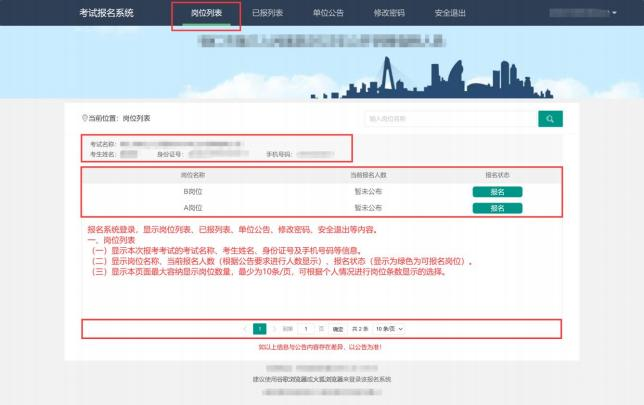 考试报名系统 岗位列表 已报列表 单位公告 修改密码 安全退出
当前位置：岗位列表 输入岗位名称
考试名称：
考生姓名： 身份证号： 手机号码：
岗位名称 当前报名人数 报名状态
B岗位 暂未公布 报名
A岗位 暂未公布 报名
报名系统登录，显示岗位列表、已报列表、单位公告、修改密码、安全退出等内容。
一、岗位列表
（一）显示本次报考考试的考试名称、考生姓名、身份证号及手机号码等信息。
（二）显示岗位名称、当前报名人数（根据公告要求进行人数显示）、报名状态（显示为绿色为可报名岗位）。
（三）显示本页面最大容纳显示岗位数量，最少为10条/页，可根据个人情况进行岗位条数显示的选择。
1 到第 1 页 确定 共 2 条 10 条/页
如以上信息与公告内容存在差异，以公告为准！
建议使用谷歌浏览器或火狐浏览器来登录该报名系统